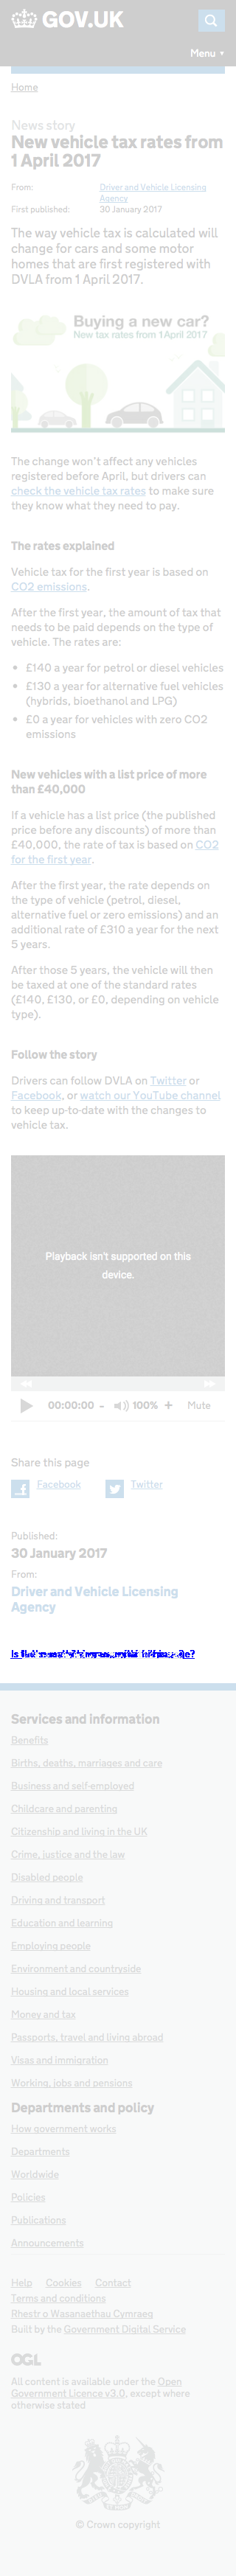 GOV.UK
Menu ▼
Home
News story
New vehicle tax rates from
1 April 2017
From: Driver and Vehicle Licensing
Agency
First published: 30 January 2017
The way vehicle tax is calculated will
change for cars and some motor
homes that are first registered with
DVLA from 1 April 2017.
Buying a new car?
New tax rates from 1 April 2017
The change won't affect any vehicles
registered before April, but drivers can
check the vehicle tax rates to make sure
they know what they need to pay.
The rates explained
Vehicle tax for the first year is based on
CO2 emissions.
After the first year, the amount of tax that
needs to be paid depends on the type of
vehicle. The rates are:
• £140 a year for petrol or diesel vehicles
• £130 a year for alternative fuel vehicles
(hybrids, bioethanol and LPG)
• £0 a year for vehicles with zero CO2
emissions
New vehicles with a list price of more
than £40,000
If a vehicle has a list price (the published
price before any discounts) of more than
£40,000, the rate of tax is based on CO2
for the first year.
After the first year, the rate depends on
the type of vehicle (petrol, diesel,
alternative fuel or zero emissions) and an
additional rate of £310 a year for the next
5 years.
After those 5 years, the vehicle will then
be taxed at one of the standard rates
(£140, £130, or £0, depending on vehicle
type).
Follow the story
Drivers can follow DVLA on Twitter or
Facebook, or watch our YouTube channel
to keep up-to-date with the changes to
vehicle tax.
Playback isn't supported on this
device.
00:00:00 - 100% + Mute
Share this page
Facebook Twitter
Published:
30 January 2017
From:
Driver and Vehicle Licensing
Agency
Services and information
Benefits
Births, deaths, marriages and care
Business and self-employed
Childcare and parenting
Citizenship and living in the UK
Crime, justice and the law
Disabled people
Driving and transport
Education and learning
Employing people
Environment and countryside
Housing and local services
Money and tax
Passports, travel and living abroad
Visas and immigration
Working, jobs and pensions
Departments and policy
How government works
Departments
Worldwide
Policies
Publications
Announcements
Help Cookies Contact
Terms and conditions
Rhestr o Wasanaethau Cymraeg
Built by the Government Digital Service
OGL
All content is available under the Open
Government Licence v3.0, except where
otherwise stated
© Crown copyright